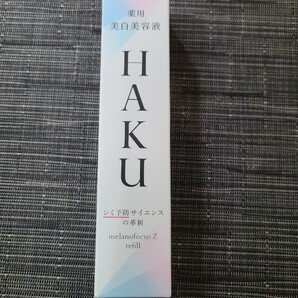 薬用
美白美容液
HAKU
シミ予防サイエンス
の革新
melanofocus Z
refill